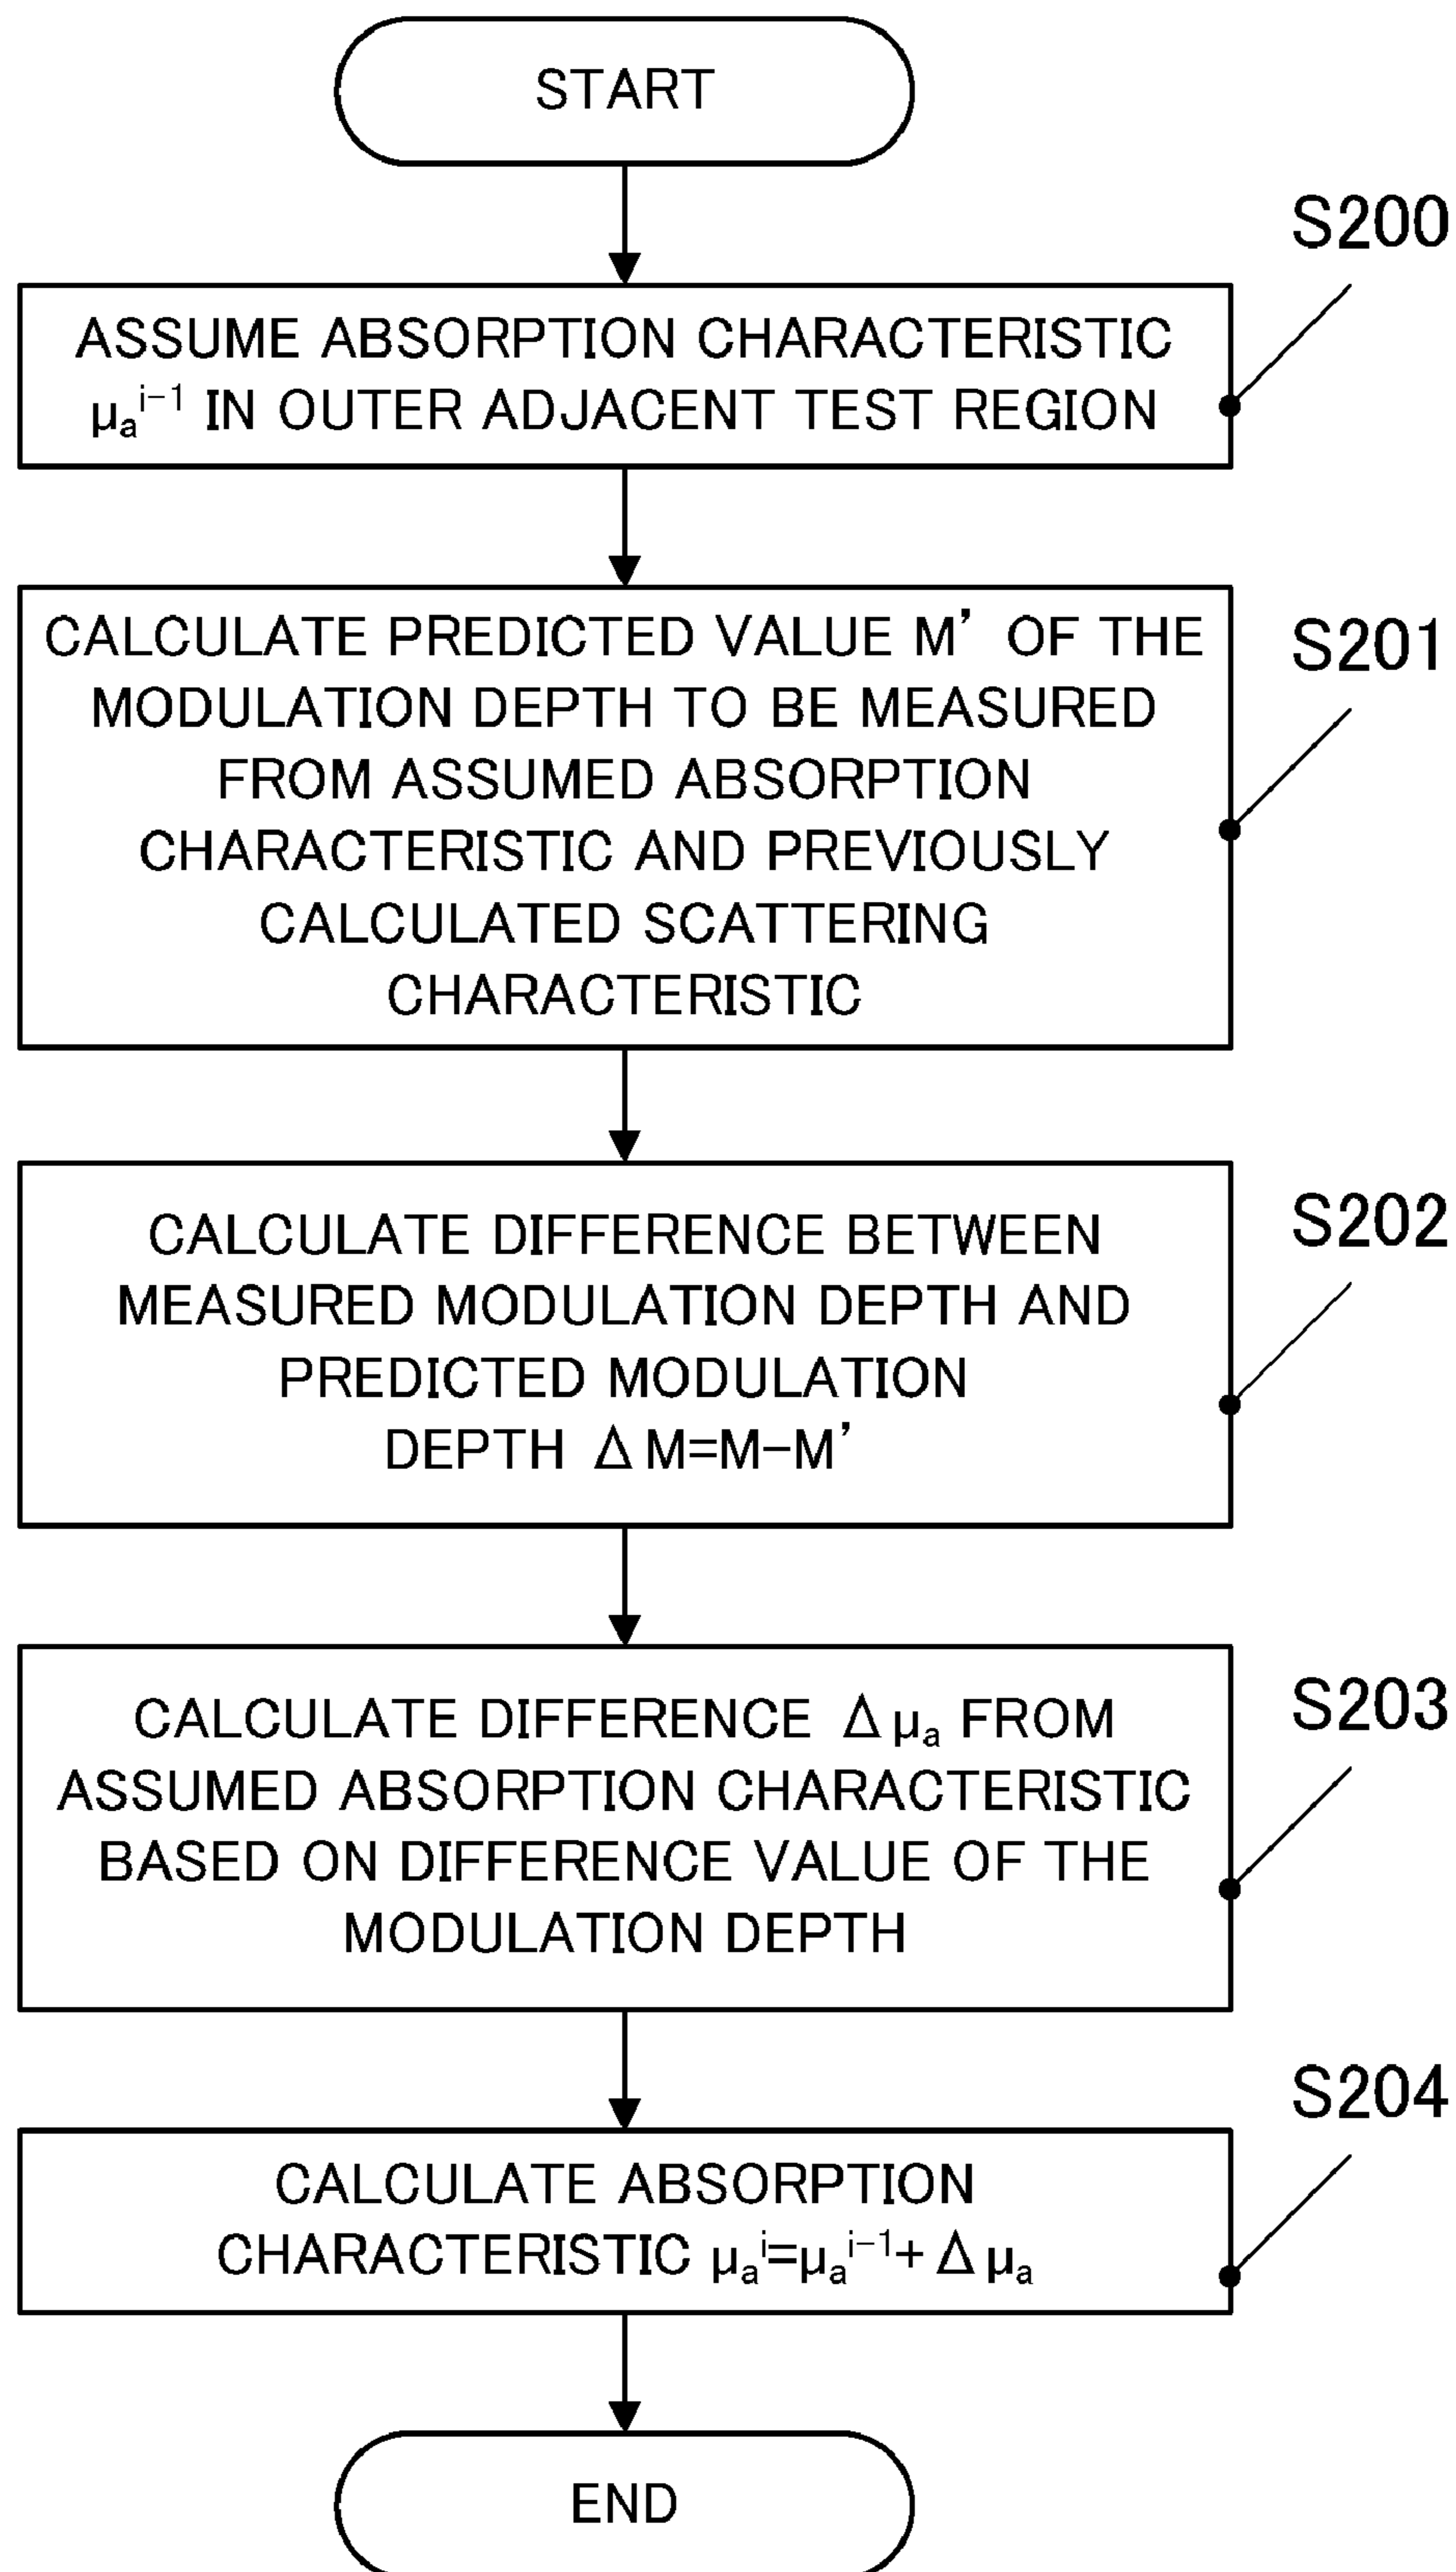 START
S200
ASSUME ABSORPTION CHARACTERISTIC
μₐⁱ⁻¹ IN OUTER ADJACENT TEST REGION
S201
CALCULATE PREDICTED VALUE M' OF THE
MODULATION DEPTH TO BE MEASURED
FROM ASSUMED ABSORPTION
CHARACTERISTIC AND PREVIOUSLY
CALCULATED SCATTERING
CHARACTERISTIC
S202
CALCULATE DIFFERENCE BETWEEN
MEASURED MODULATION DEPTH AND
PREDICTED MODULATION
DEPTH ΔM=M-M'
S203
CALCULATE DIFFERENCE Δμₐ FROM
ASSUMED ABSORPTION CHARACTERISTIC
BASED ON DIFFERENCE VALUE OF THE
MODULATION DEPTH
S204
CALCULATE ABSORPTION
CHARACTERISTIC μₐⁱ=μₐⁱ⁻¹+Δμₐ
END